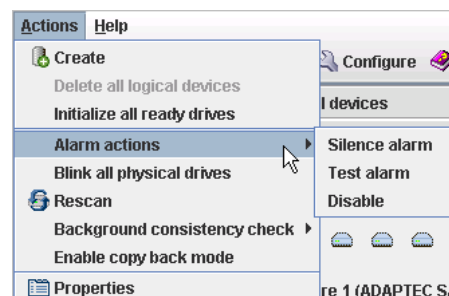 Actions Help
Create
Configure
Delete all logical devices
l devices
Initialize all ready drives
Alarm actions
Silence alarm
Blink all physical drives
Test alarm
Rescan
Disable
Background consistency check
Enable copy back mode
Properties
re 1 (ADAPTEC S